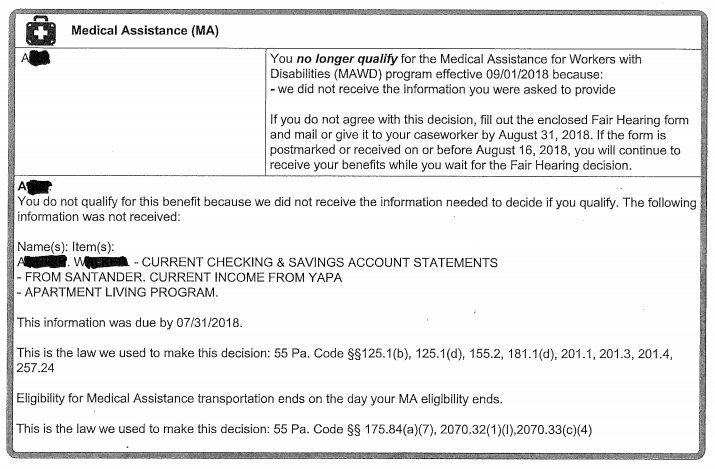 Medical Assistance (MA)
A
You no longer qualify for the Medical Assistance for Workers with
Disabilities (MAWD) program effective 09/01/2018 because:
- we did not receive the information you were asked to provide
If you do not agree with this decision, fill out the enclosed Fair Hearing form
and mail or give it to your caseworker by August 31, 2018. If the form is
postmarked or received on or before August 16, 2018, you will continue to
receive your benefits while you wait for the Fair Hearing decision.
A
You do not qualify for this benefit because we did not receive the information needed to decide if you qualify. The following
information was not received:
Name(s): Item(s):
A W - CURRENT CHECKING & SAVINGS ACCOUNT STATEMENTS
- FROM SANTANDER. CURRENT INCOME FROM YAPA
- APARTMENT LIVING PROGRAM.
This information was due by 07/31/2018.
This is the law we used to make this decision: 55 Pa. Code §§125.1(b), 125.1(d), 155.2, 181.1(d), 201.1, 201.3, 201.4,
257.24
Eligibility for Medical Assistance transportation ends on the day your MA eligibility ends.
This is the law we used to make this decision: 55 Pa. Code §§ 175.84(a)(7), 2070.32(1)(I),2070.33(c)(4)